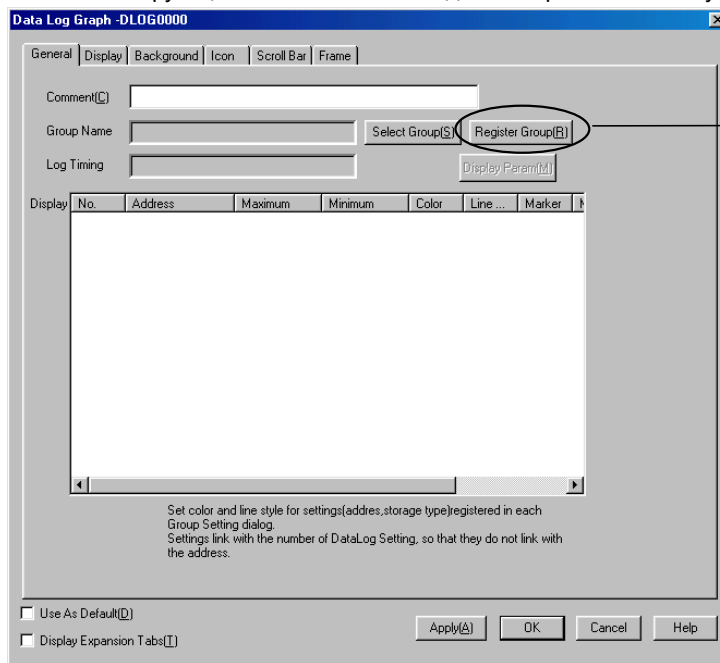 Data Log Graph -DLOG0000
General Display Background Icon Scroll Bar Frame
Comment(C)
Group Name Select Group(S) Register Group(R)
Log Timing Display Param(M)
Display No. Address Maximum Minimum Color Line ... Marker
Set color and line style for settings(addres,storage type)registered in each
Group Setting dialog.
Settings link with the number of DataLog Setting, so that they do not link with
the address.
Use As Default(D)
Display Expansion Tabs(T)
Apply(A) OK Cancel Help